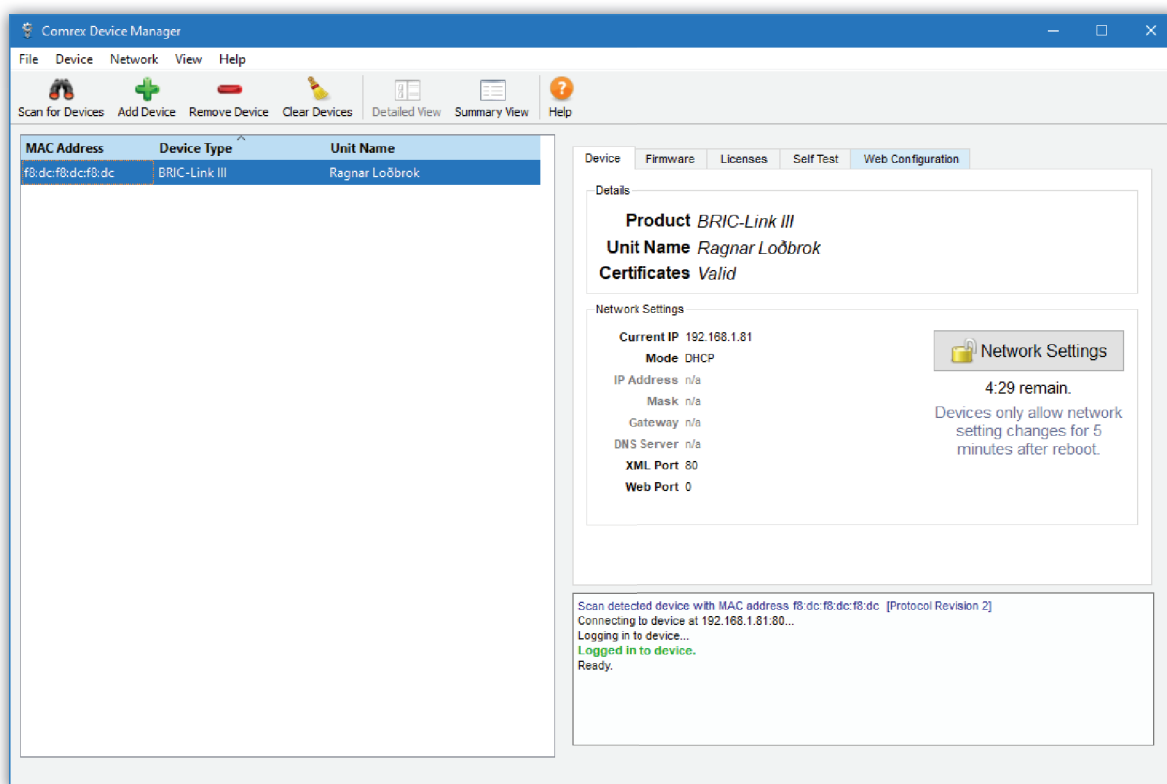 Comrex Device Manager
File Device Network View Help
Scan for Devices Add Device Remove Device Clear Devices Detailed View Summary View Help
MAC Address Device Type Unit Name
f8:dc:f8:dc:f8:dc BRIC-Link III Ragnar Loðbrok
Device Firmware Licenses Self Test Web Configuration
Details
Product BRIC-Link III
Unit Name Ragnar Loðbrok
Certificates Valid
Network Settings
Current IP 192.168.1.81
Mode DHCP
IP Address n/a
Mask n/a
Gateway n/a
DNS Server n/a
XML Port 80
Web Port 0
Network Settings
4:29 remain.
Devices only allow network
setting changes for 5
minutes after reboot.
Scan detected device with MAC address f8:dc:f8:dc:f8:dc [Protocol Revision 2]
Connecting to device at 192.168.1.81:80...
Logging in to device...
Logged in to device.
Ready.